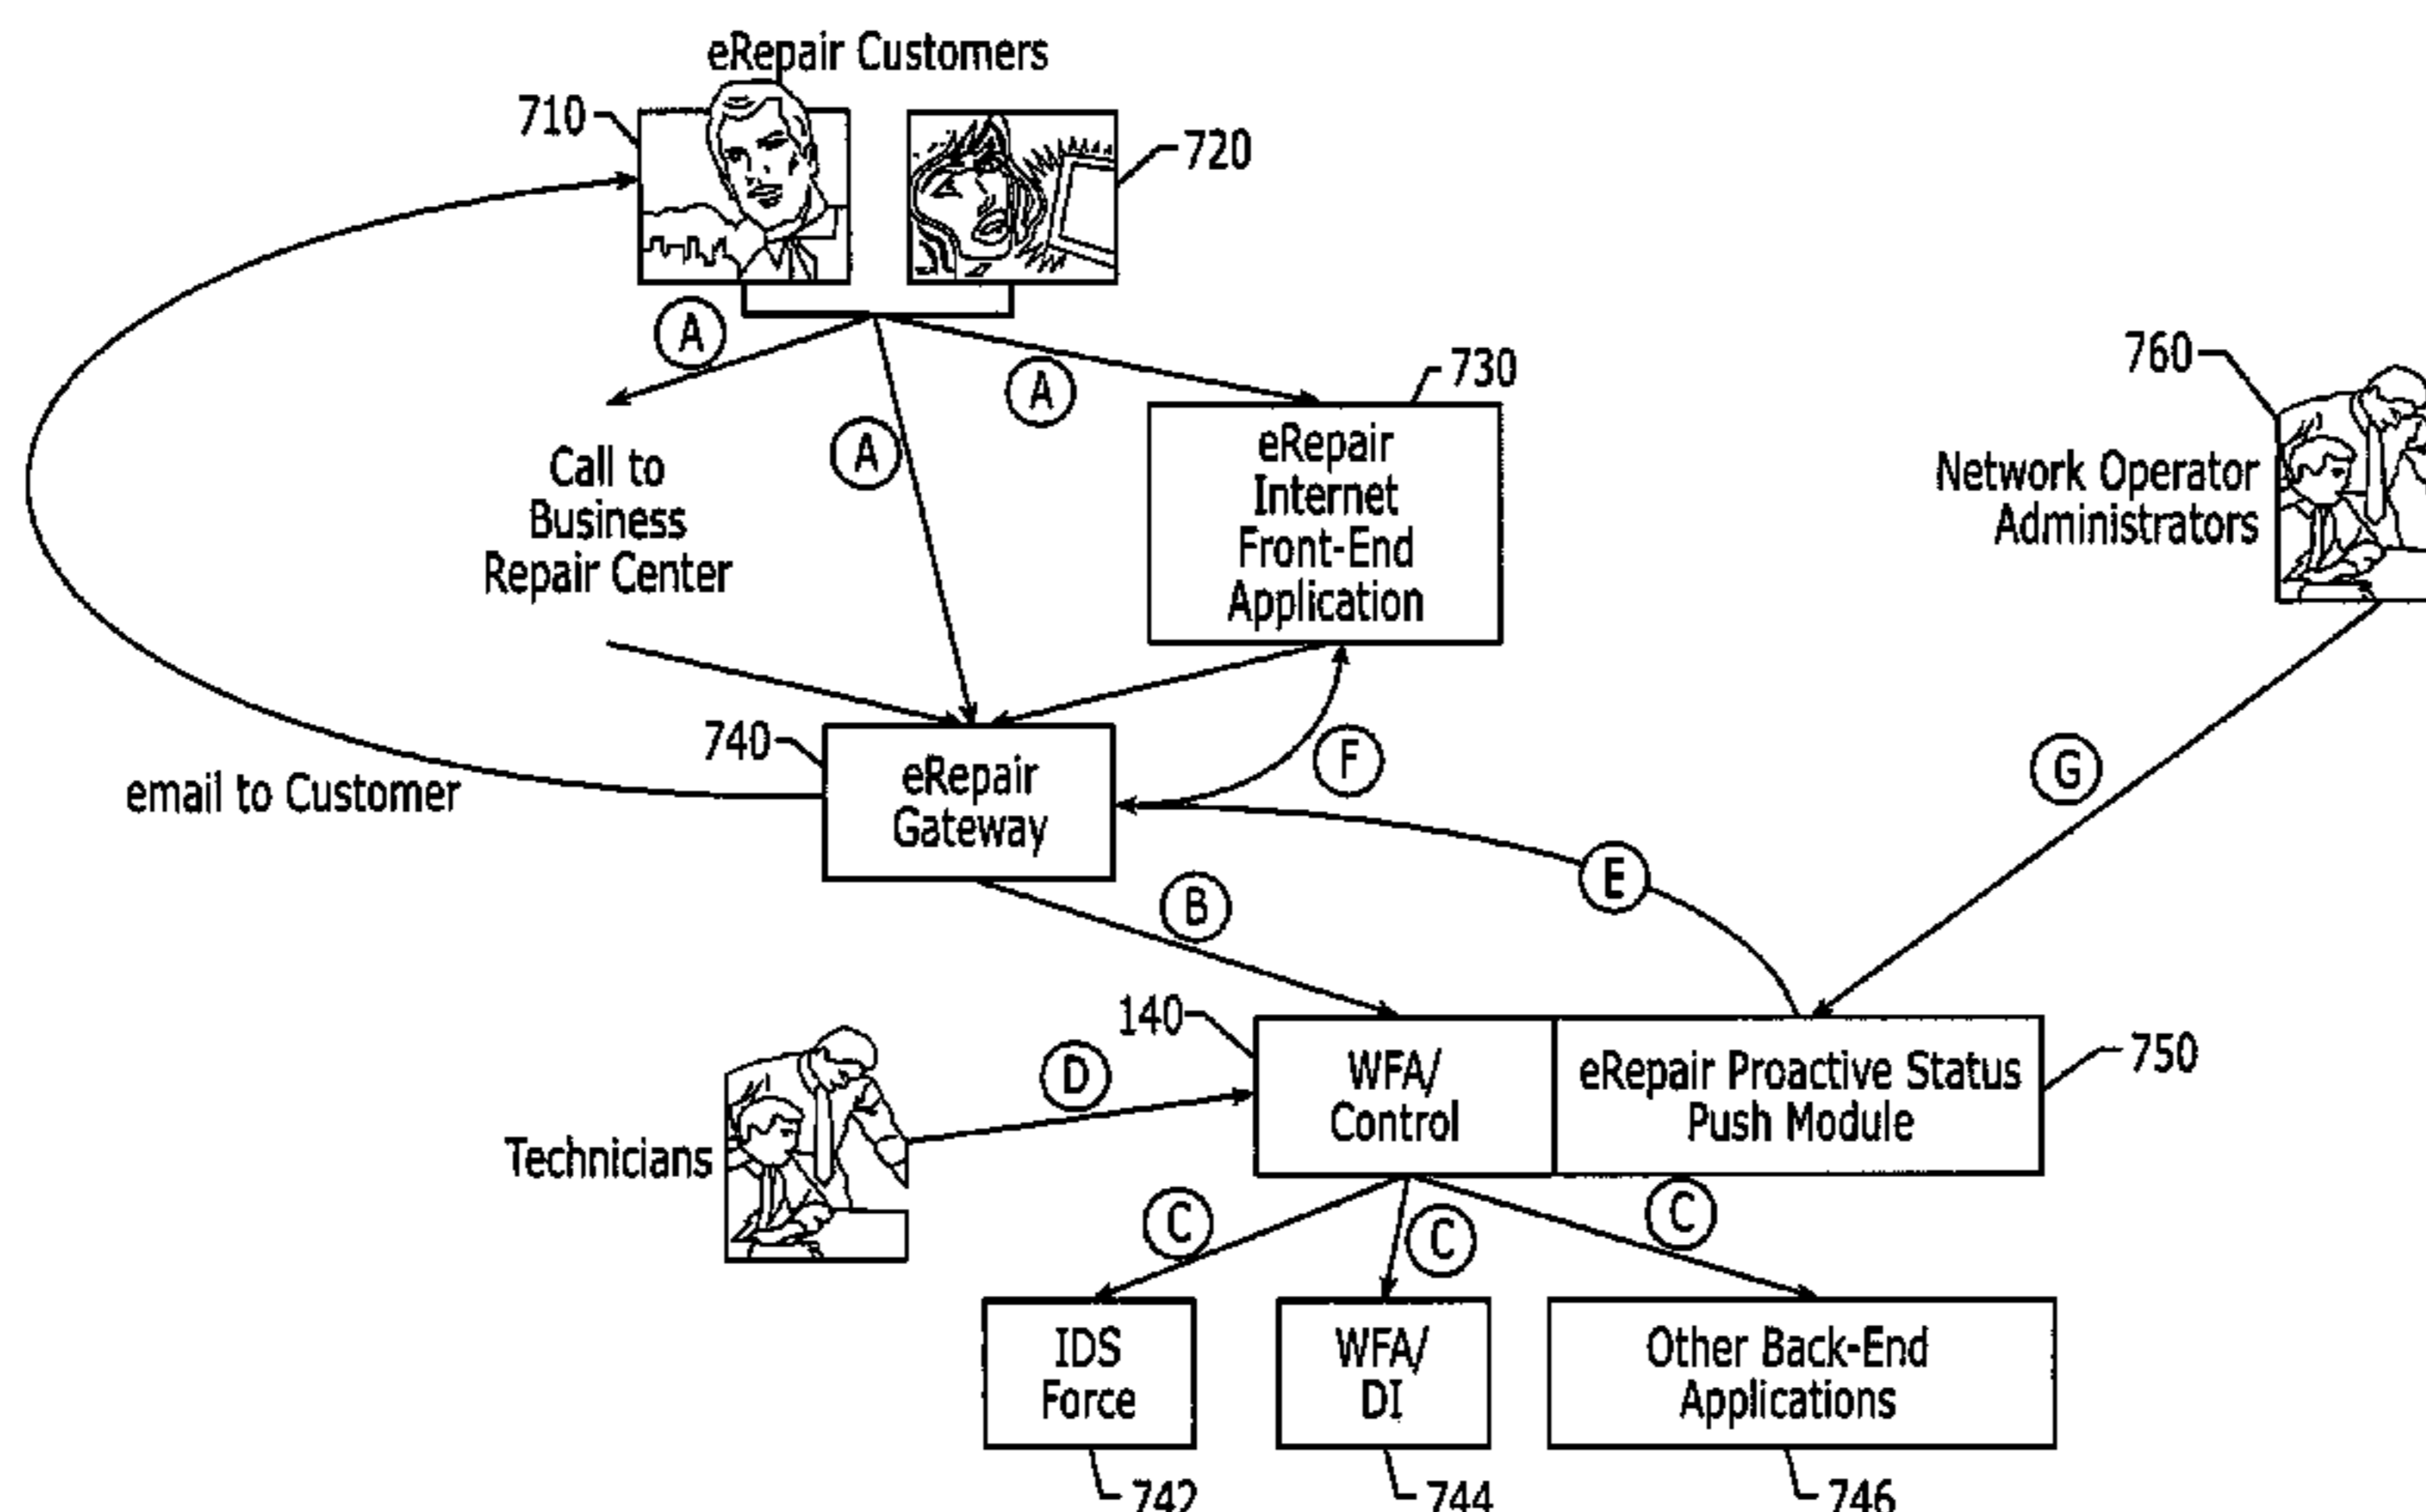 eRepair Customers
710
720
A
A
A
730
760
Call to
Business
Repair Center
eRepair
Internet
Front-End
Application
Network Operator
Administrators
740
eRepair
Gateway
F
G
email to Customer
E
B
140
WFA/
Control
eRepair Proactive Status
Push Module
750
D
Technicians
C
C
C
IDS
Force
WFA/
DI
Other Back-End
Applications
742
744
746